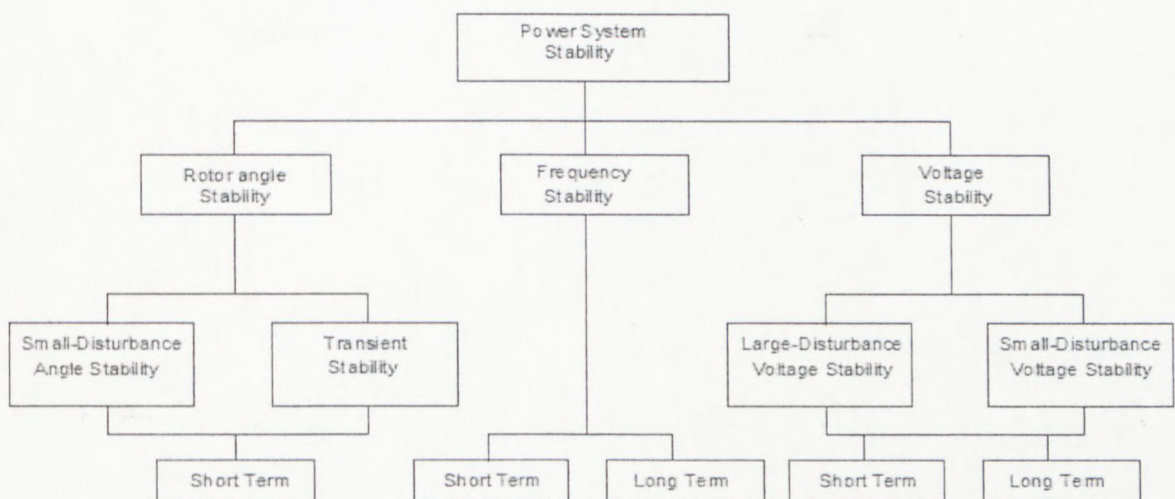 Power System
Stability
Rotor angle
Stability
Frequency
Stability
Voltage
Stability
Small-Disturbance
Angle Stability
Transient
Stability
Large-Disturbance
Voltage Stability
Small-Disturbance
Voltage Stability
Short Term
Short Term
Long Term
Short Term
Long Term